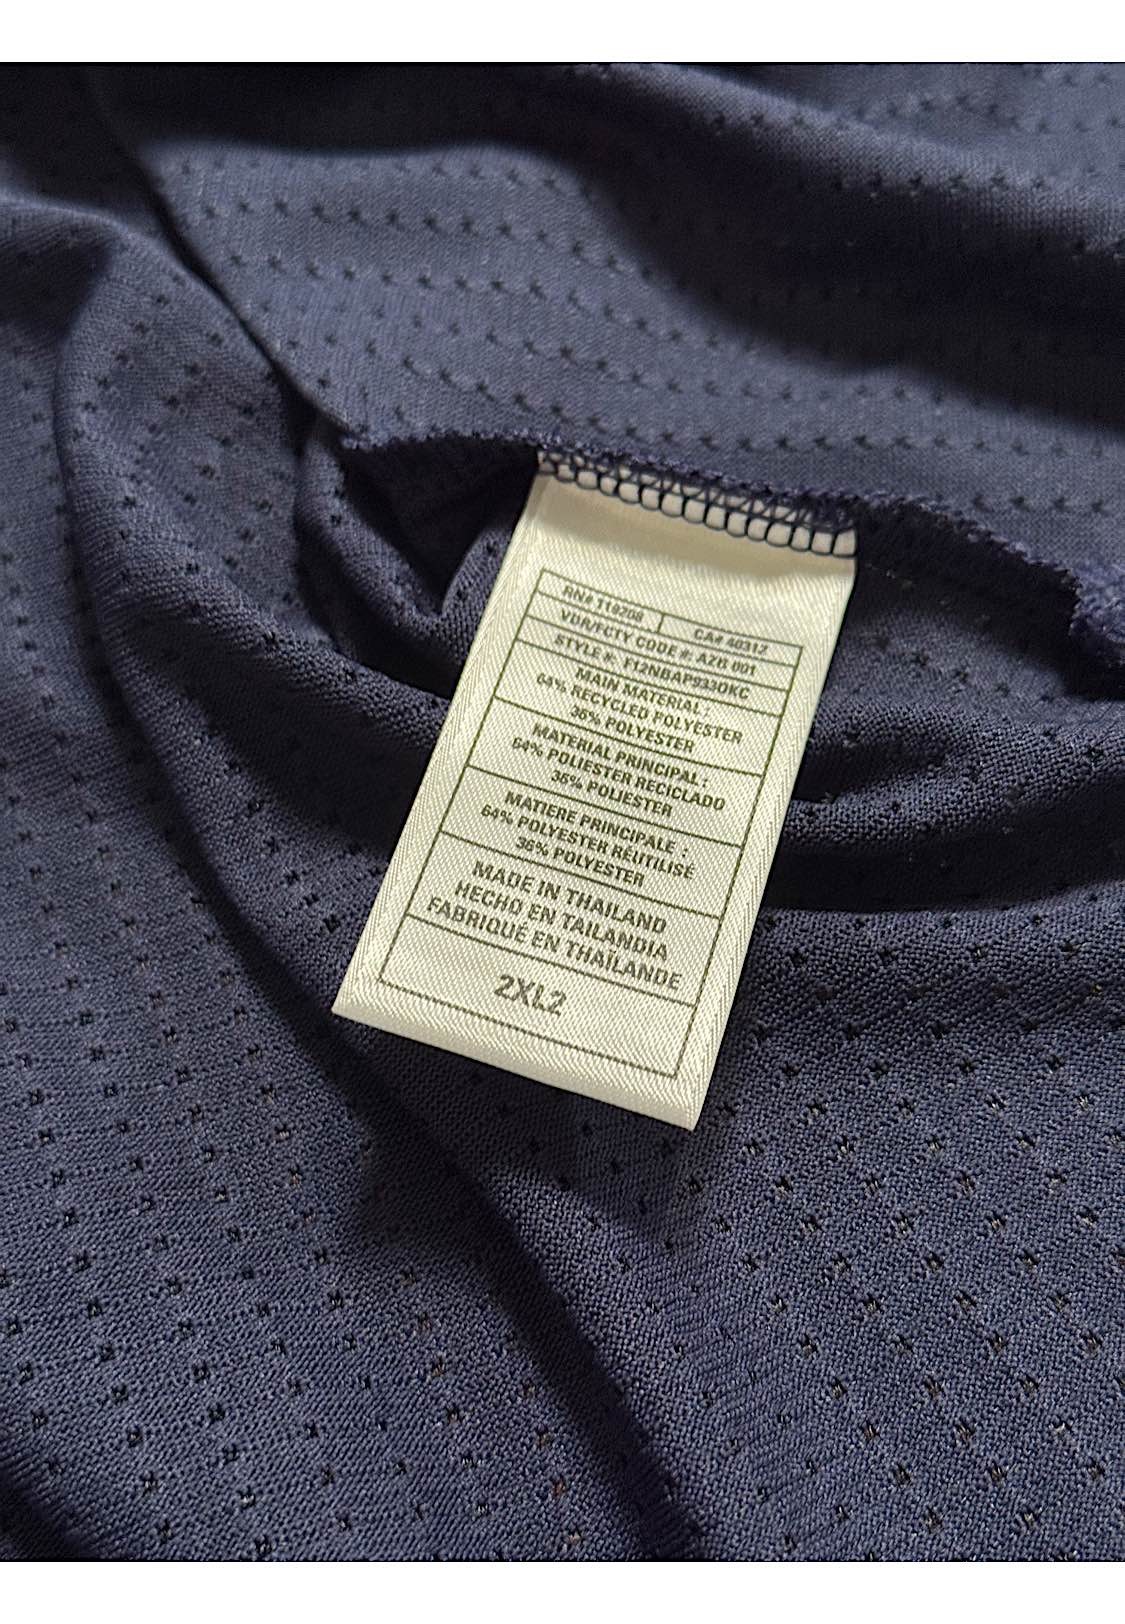 RN# 119208 CA# 40312
VDR/FCTY CODE #: AZB 001
STYLE #: F12NBAP933OKC
MAIN MATERIAL:
64% RECYCLED POLYESTER
36% POLYESTER
MATERIAL PRINCIPAL:
64% POLIESTER RECICLADO
36% POLIESTER
MATIERE PRINCIPALE :
64% POLYESTER RÉUTILISÉ
36% POLYESTER
MADE IN THAILAND
HECHO EN TAILANDIA
FABRIQUÉ EN THAÏLANDE
2XL2